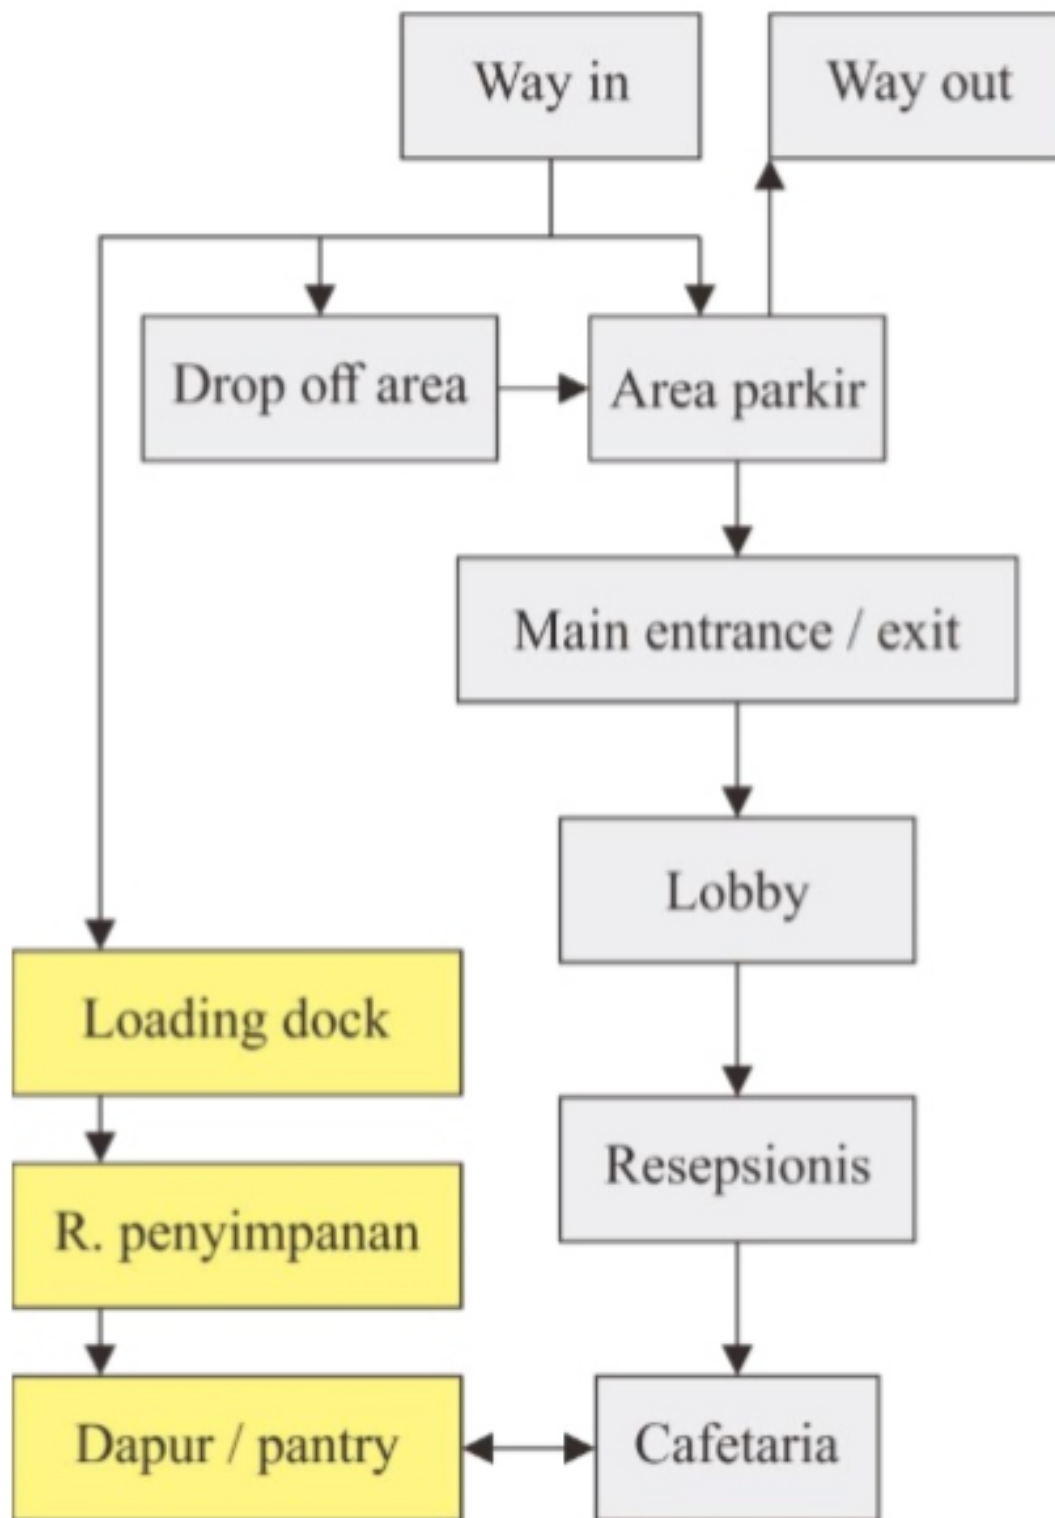 Way in
Way out
Drop off area
Area parkir
Main entrance / exit
Lobby
Loading dock
Resepsionis
R. penyimpanan
Dapur / pantry
Cafetaria